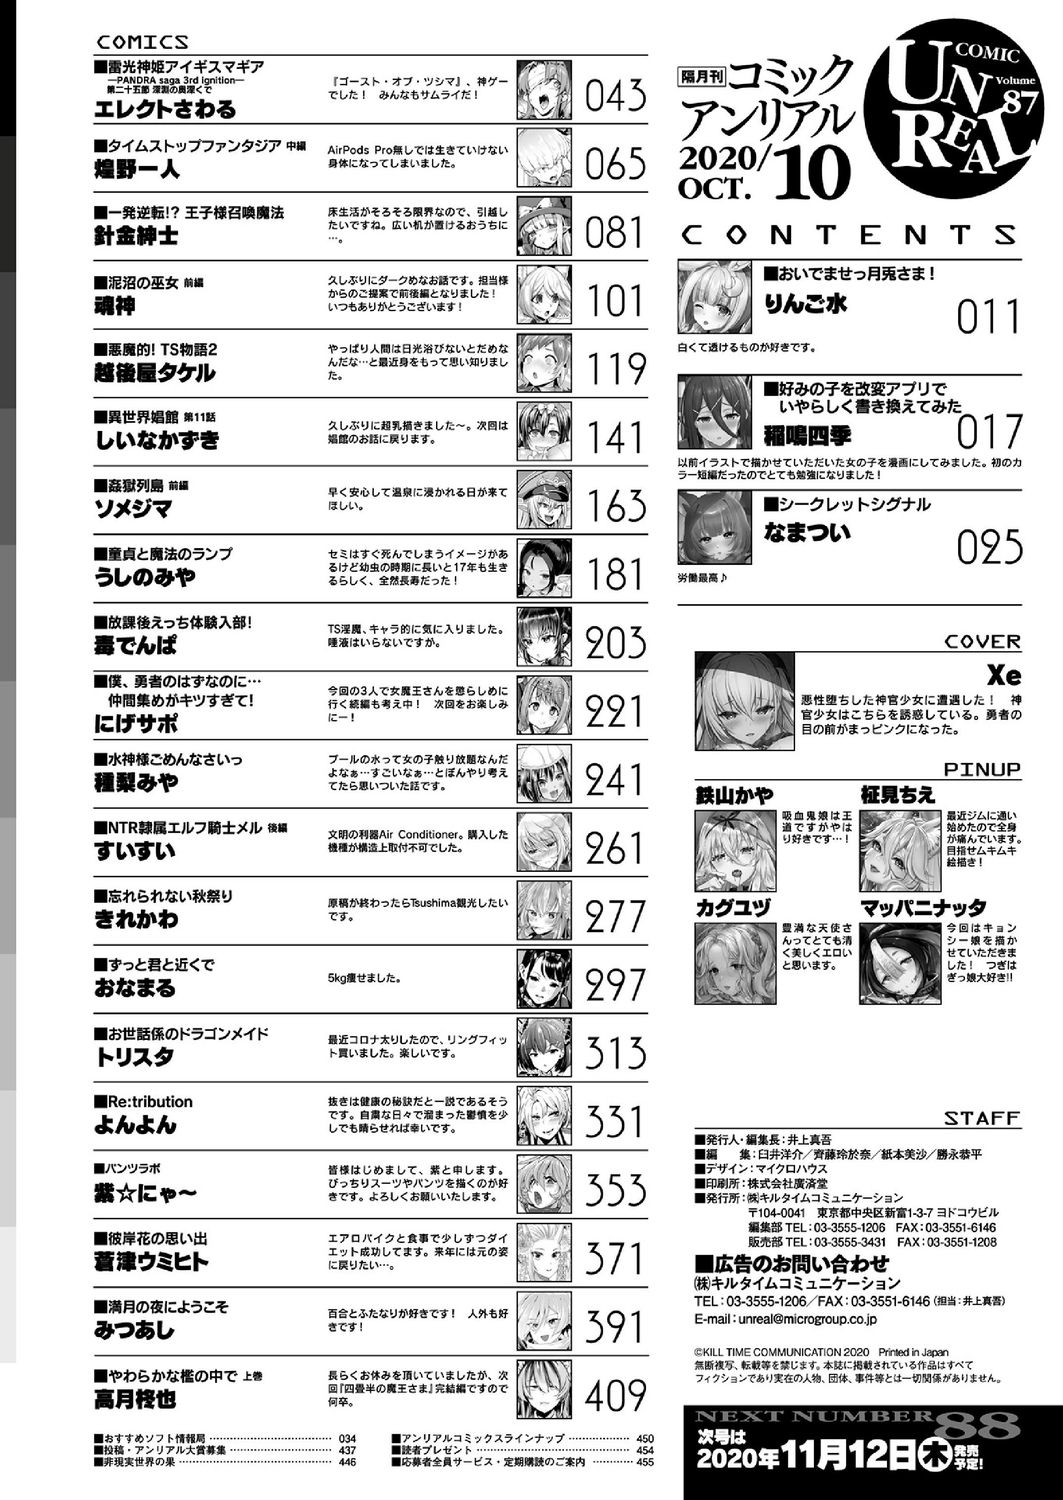 COMICS
■雷光神姫アイギスマギア
―PANDRA saga 3rd ignition―
第二十五節 深淵の奥深くで
エレクトさわる
『ゴースト・オブ・ツシマ』、神ゲー
でした！ みんなもサムライだ！
043
■タイムストップファンタジア 中編
煌野一人
AirPods Pro無しでは生きていけない
身体になってしまいました。
065
■一発逆転!? 王子様召喚魔法
針金紳士
床生活がそろそろ限界なので、引越し
たいですね。広い机が置けるおうちに
…。
081
■泥沼の巫女 前編
魂神
久しぶりにダークめなお話です。担当様
からのご提案で前後編となりました！
いつもありがとうございます！
101
■悪魔的! TS物語2
越後屋タケル
やっぱり人間は日光浴びないとだめな
んだな…と最近身をもって思い知りまし
た。
119
■異世界娼館 第11話
しいなかずき
久しぶりに超乳描きました〜。次回は
娼館のお話に戻ります。
141
■姦獄列島 前編
ソメジマ
早く安心して温泉に浸かれる日が来て
ほしい。
163
■童貞と魔法のランプ
うしのみや
セミはすぐ死んでしまうイメージがあ
るけど幼虫の時期に長いと17年も生き
るらしく、全然長寿だった！
181
■放課後えっち体験入部!
毒でんぱ
TS淫魔、キャラ的に気に入りました。
唾液はいらないですが。
203
■僕、勇者のはずなのに…
仲間集めがキツすぎて!
にげサポ
今回の3人で女魔王さんを懲らしめに
行く続編も考え中！ 次回をお楽しみ
にー！
221
■水神様ごめんなさいっ
種梨みや
プールの水って女の子触り放題なんだ
よなぁ…すごいなぁ…とぼんやり考え
てたら思いついた話です。
241
■NTR隷属エルフ騎士メル 後編
すいすい
文明の利器Air Conditioner。購入した
機種が構造上取付不可でした。
261
■忘れられない秋祭り
きれかわ
原稿が終わったらTsushima観光したい
です。
277
■ずっと君と近くで
おなまる
5kg痩せました。
297
■お世話係のドラゴンメイド
トリスタ
最近コロナ太りしたので、リングフィッ
ト買いました。楽しいです。
313
■Re:tribution
よんよん
抜きは健康の秘訣だと一説であるそう
です。自粛な日々で溜まった鬱憤を少
しでも晴らせれば幸いです。
331
■パンツラボ
紫☆にゃ〜
皆様はじめまして、紫と申します。
ぴっちりスーツやパンツを描くのが好
きです。よろしくお願いいたします。
353
■彼岸花の思い出
蒼津ウミヒト
エアロバイクと食事で少しずつダイ
エット成功してます。来年には元の姿
に戻りたい…。
371
■満月の夜にようこそ
みつあし
百合とふたなりが好きです！ 人外も好
きです！
391
■やわらかな檻の中で 上巻
高月柊也
長らくお休みを頂いていましたが、次
回『四畳半の魔王さま』完結編ですので
何卒。
409
■おすすめソフト情報局 034
■投稿・アンリアル大賞募集 437
■非現実世界の果 446
■アンリアルコミックスラインナップ 450
■読者プレゼント 454
■応募者全員サービス・定期購読のご案内 455
隔月刊
コミック
アンリアル
2020/10
OCT.
COMIC
UNREAL
Volume
87
CONTENTS
■おいでませっ月兎さま！
りんご水
011
白くて透けるものが好きです。
■好みの子を改変アプリで
いやらしく書き換えてみた
稲鳴四季
017
以前イラストで描かせていただいた女の子を漫画にしてみました。初のカ
ラー短編だったのでとても勉強になりました！
■シークレットシグナル
なまつい
025
労働最高♪
COVER
Xe
悪性堕ちした神官少女に遭遇した！ 神
官少女はこちらを誘惑している。勇者の
目の前がまっピンクになった。
PINUP
鉄山かや
吸血鬼娘は王
道ですがやは
り好きです…！
柾見ちえ
最近ジムに通い
始めたので全身
が痛んでいます。
目指せムキムキ
絵描き！
カグユヅ
豊満な天使さ
んってとても清
く美しくエロい
と思います。
マッパニナッタ
今回はキョン
シー娘を描か
せていただきま
した！ つぎは
ぎっ娘大好き!!
STAFF
■発行人・編集長：井上真吾
■編 集：臼井洋介／齊藤玲於奈／紙本美沙／勝永恭平
■デザイン：マイクロハウス
■印刷所：株式会社廣済堂
■発行所：㈱キルタイムコミュニケーション
〒104-0041 東京都中央区新富1-3-7 ヨドコウビル
編集部 TEL：03-3555-1206 FAX：03-3551-6146
販売部 TEL：03-3555-3431 FAX：03-3551-1208
■広告のお問い合わせ
㈱キルタイムコミュニケーション
TEL：03-3555-1206／FAX：03-3551-6146（担当：井上真吾）
E-mail：unreal@microgroup.co.jp
©KILL TIME COMMUNICATION 2020 Printed in Japan
無断複写、転載等を禁じます。本誌に掲載されている作品はすべて
フィクションであり実在の人物、団体、事件等とは一切関係がありません。
NEXT NUMBER 88
次号は
2020年11月12日㊍発売予定!